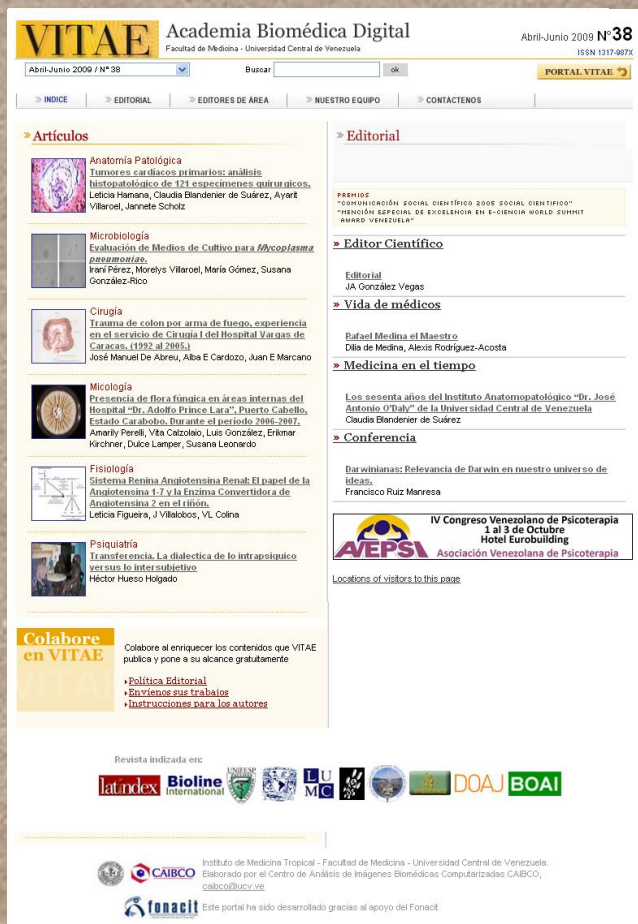 VITAE
Academia Biomédica Digital
Facultad de Medicina - Universidad Central de Venezuela
Abril-Junio 2009 N°38
ISSN 1317-987X
Abril-Junio 2009 / N° 38
Buscar
ok
PORTAL VITAE
» INDICE
» EDITORIAL
» EDITORES DE ÁREA
» NUESTRO EQUIPO
» CONTÁCTENOS
» Artículos
Anatomía Patológica
Tumores cardíacos primarios: análisis
histopatológico de 121 especímenes quirurgicos.
Leticia Hamana, Claudia Blandenier de Suárez, Ayarit
Villaroel, Jannete Scholz
Microbiología
Evaluación de Medios de Cultivo para Mycoplasma
pneumoniae.
Iraní Pérez, Morelys Villaroel, María Gómez, Susana
González-Rico
Cirugía
Trauma de colon por arma de fuego, experiencia
en el servicio de Cirugía I del Hospital Vargas de
Caracas. (1992 al 2005.)
José Manuel De Abreu, Alba E Cardozo, Juan E Marcano
Micología
Presencia de flora fúngica en áreas internas del
Hospital “Dr. Adolfo Prince Lara”, Puerto Cabello,
Estado Carabobo. Durante el período 2006-2007.
Amarily Perelli, Vita Calzolaio, Luis González, Erikmar
Kirchner, Dulce Lamper, Susana Leonardo
Fisiología
Sistema Renina Angiotensina Renal: El papel de la
Angiotensina 1-7 y la Enzima Convertidora de
Angiotensina 2 en el riñón.
Leticia Figueira, J Villalobos, VL Colina
Psiquiatría
Transferencia. La dialectica de lo intrapsiquico
versus lo intersubjetivo
Héctor Hueso Holgado
Colabore
en VITAE
Colabore al enriquecer los contenidos que VITAE
publica y pone a su alcance gratuitamente
Política Editorial
Envíenos sus trabajos
Instrucciones para los autores
» Editorial
PREMIOS
"COMUNICACIÓN SOCIAL CIENTÍFICO 2005 SOCIAL CIENTIFICO"
"MENCIÓN ESPECIAL DE EXCELENCIA EN E-CIENCIA WORLD SUMMIT
AWARD VENEZUELA"
» Editor Científico
Editorial
JA González Vegas
» Vida de médicos
Rafael Medina el Maestro
Dilia de Medina, Alexis Rodríguez-Acosta
» Medicina en el tiempo
Los sesenta años del Instituto Anatomopatológico “Dr. José
Antonio O'Daly” de la Universidad Central de Venezuela
Claudia Blandenier de Suárez
» Conferencia
Darwinianas: Relevancia de Darwin en nuestro universo de
ideas.
Francisco Ruiz Manresa
AVEPSI
IV Congreso Venezolano de Psicoterapia
1 al 3 de Octubre
Hotel Eurobuilding
Asociación Venezolana de Psicoterapia
Locations of visitors to this page
Revista indizada en:
latindex
Bioline
International
UNIFESP
LU
MC
DOAJ
BOAI
CAIBCO
Instituto de Medicina Tropical - Facultad de Medicina - Universidad Central de Venezuela.
Elaborado por el Centro de Análisis de Imágenes Biomédicas Computarizadas CAIBCO,
caibco@ucv.ve
fonacit
Este portal ha sido desarrollado gracias al apoyo del Fonacit